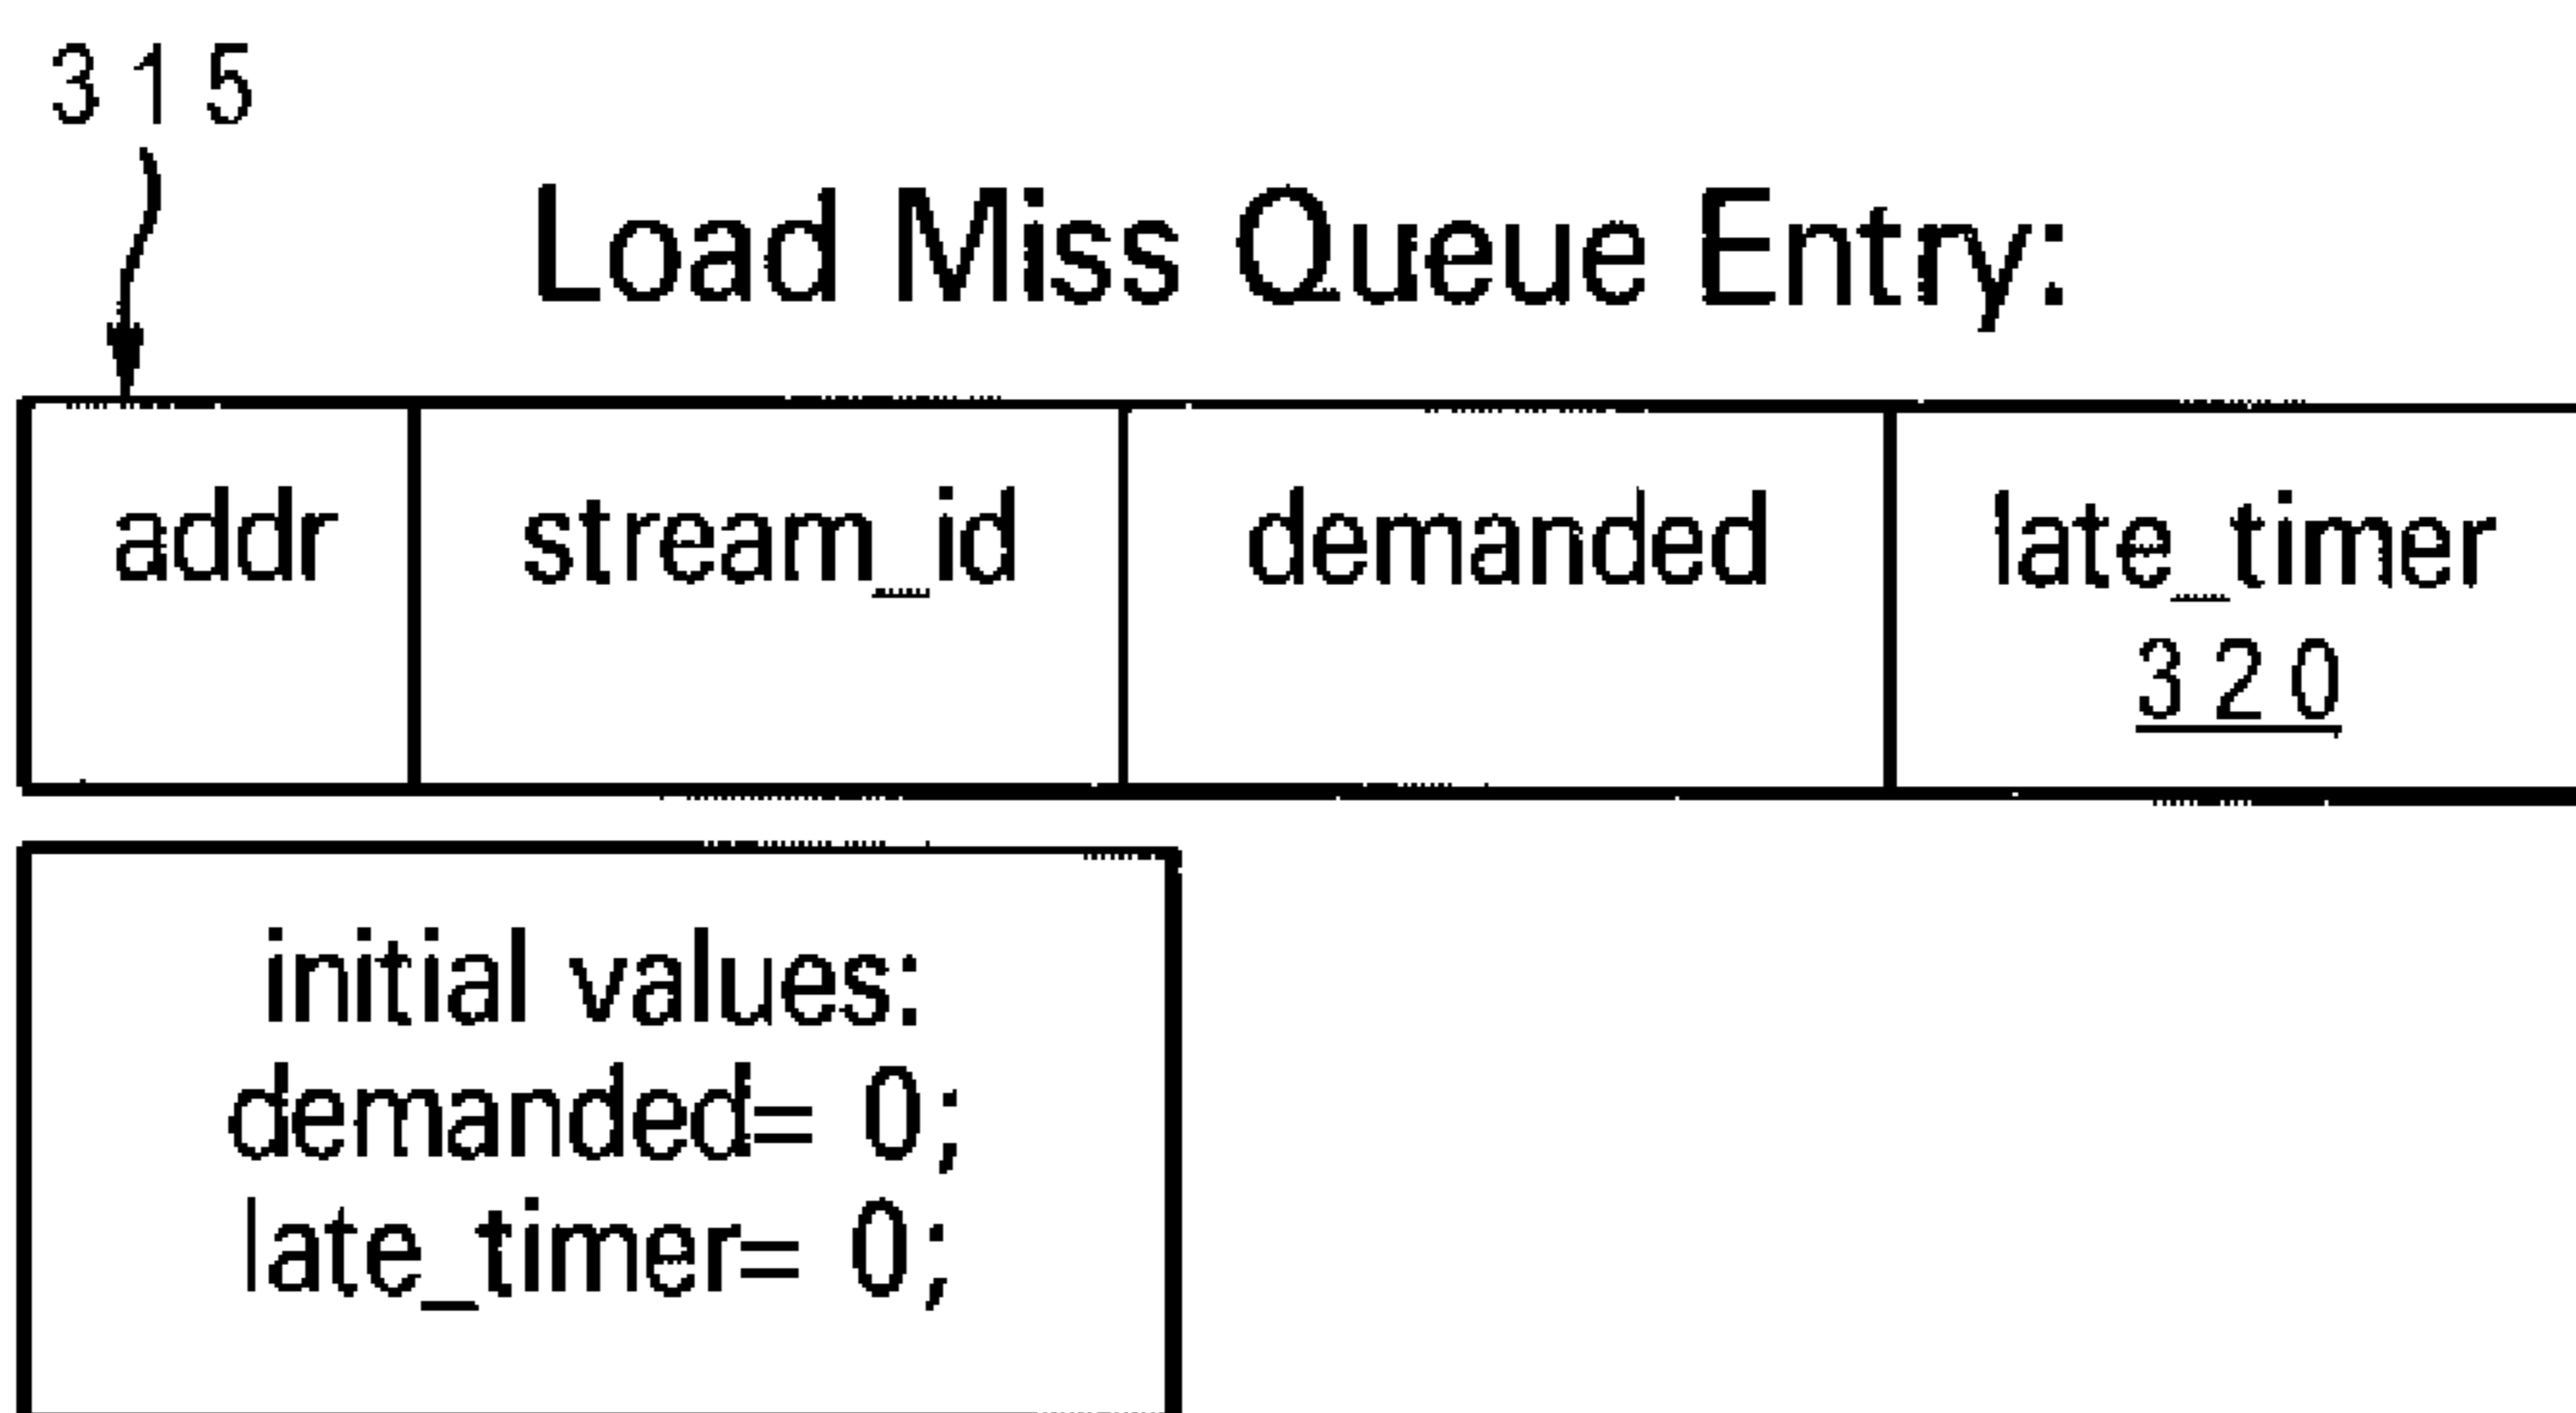 315
Load Miss Queue Entry:
addr stream_id demanded late_timer
320
initial values:
demanded= 0;
late_timer= 0;